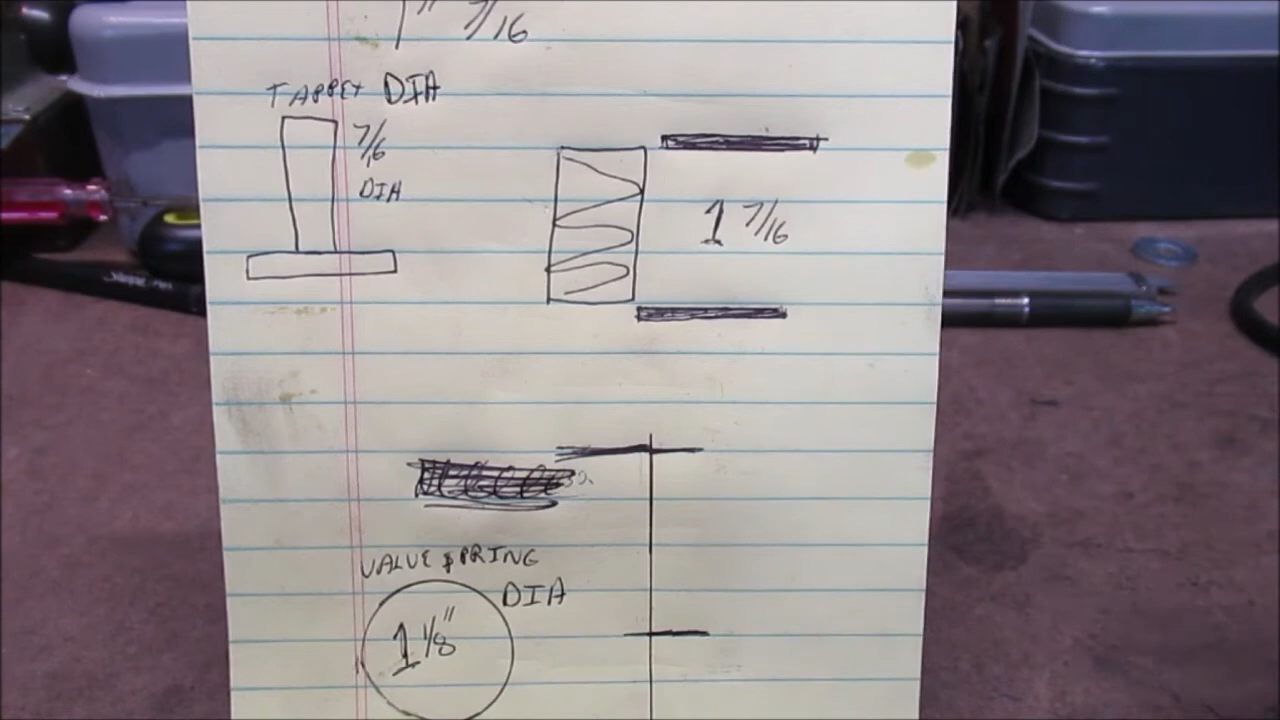 1" 7/16
TAPPET DIA
7/16
DIA
1 7/16
VALVE SPRING
DIA
1 1/8"